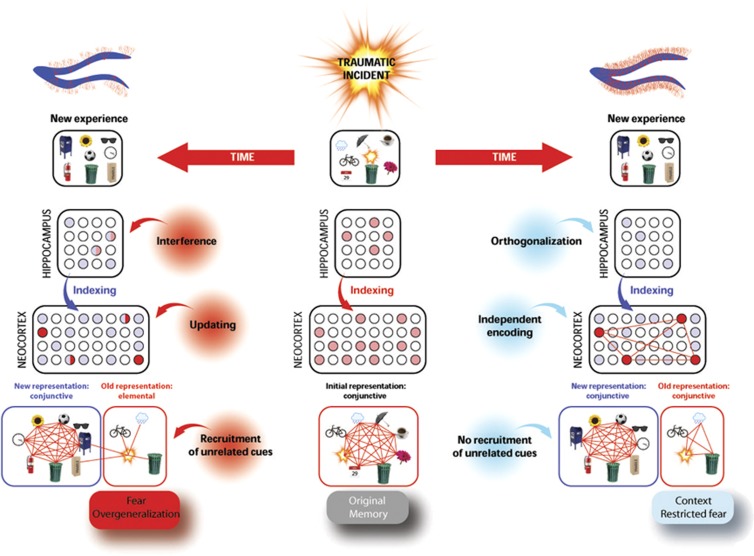 TRAUMATIC
INCIDENT
New experience
New experience
TIME
TIME
29
HIPPOCAMPUS
Interference
HIPPOCAMPUS
Orthogonalization
HIPPOCAMPUS
Indexing
Indexing
Indexing
NEOCORTEX
Updating
NEOCORTEX
Independent
encoding
NEOCORTEX
New representation:
conjunctive
Old representation:
elemental
Initial representation:
conjunctive
New representation:
conjunctive
Old representation:
conjunctive
Recruitment
of unrelated cues
29
No recruitment
of unrelated cues
Fear
Overgeneralization
Original
Memory
Context
Restricted fear